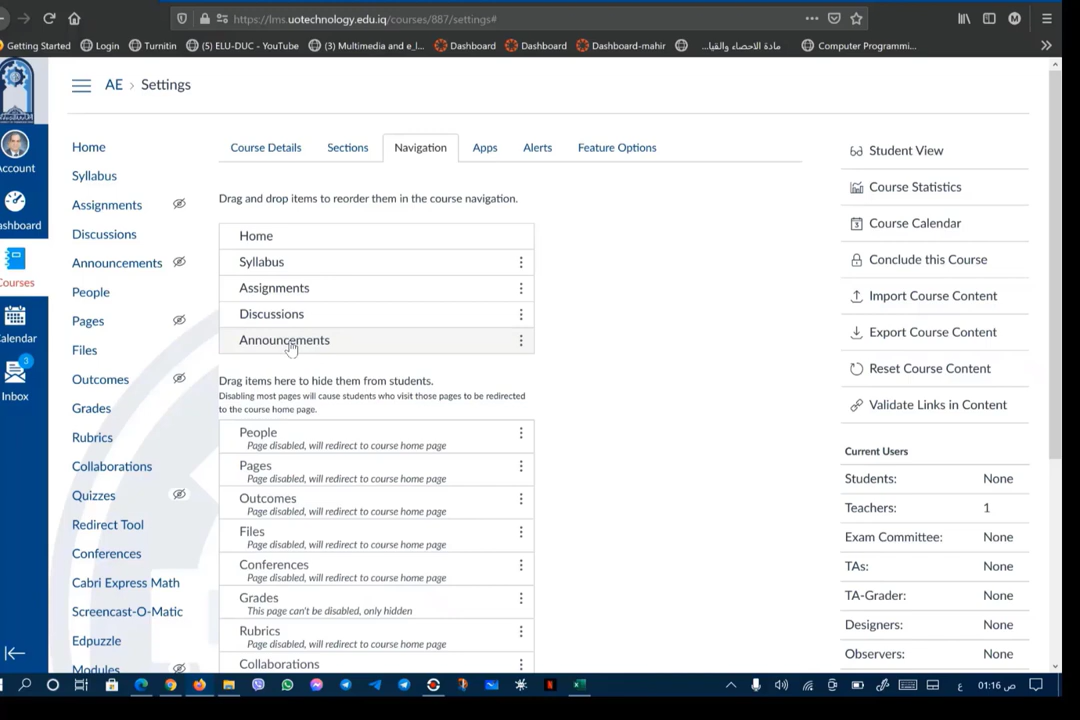 https://lms.uotechnology.edu.iq/courses/887/settings#
Getting Started
Login
Turnitin
(5) ELU-DUC - YouTube
(3) Multimedia and e_l...
Dashboard
Dashboard
Dashboard-mahir
مادة الاحصاء والقيا...
Computer Programmi...
AE > Settings
Account
ashboard
Courses
Calendar
3
Inbox
Home
Syllabus
Assignments
Discussions
Announcements
People
Pages
Files
Outcomes
Grades
Rubrics
Collaborations
Quizzes
Redirect Tool
Conferences
Cabri Express Math
Screencast-O-Matic
Edpuzzle
Modules
Course Details
Sections
Navigation
Apps
Alerts
Feature Options
Drag and drop items to reorder them in the course navigation.
Home
Syllabus
Assignments
Discussions
Announcements
Drag items here to hide them from students.
Disabling most pages will cause students who visit those pages to be redirected
to the course home page.
People
Page disabled, will redirect to course home page
Pages
Page disabled, will redirect to course home page
Outcomes
Page disabled, will redirect to course home page
Files
Page disabled, will redirect to course home page
Conferences
Page disabled, will redirect to course home page
Grades
This page can't be disabled, only hidden
Rubrics
Page disabled, will redirect to course home page
Collaborations
Student View
Course Statistics
Course Calendar
Conclude this Course
Import Course Content
Export Course Content
Reset Course Content
Validate Links in Content
Current Users
Students: None
Teachers: 1
Exam Committee: None
TAs: None
TA-Grader: None
Designers: None
Observers: None
ع
01:16 ص